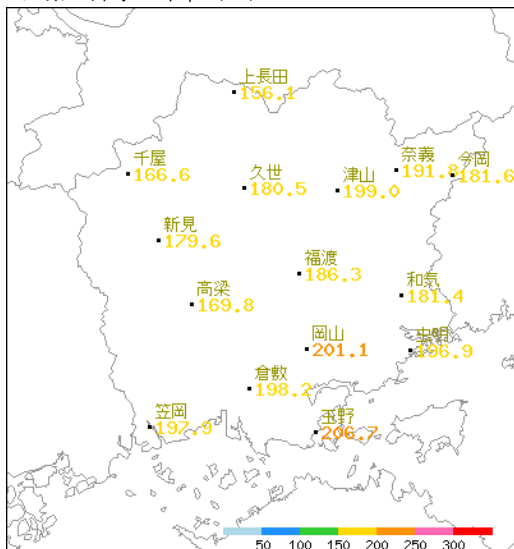 上長田
156.1
千屋
166.6
久世
180.5
津山
199.0
奈義
191.8
今岡
181.6
新見
179.6
福渡
186.3
高梁
169.8
和気
181.4
岡山
201.1
虫明
196.9
倉敷
198.2
笠岡
197.9
玉野
206.7
50 100 150 200 250 300